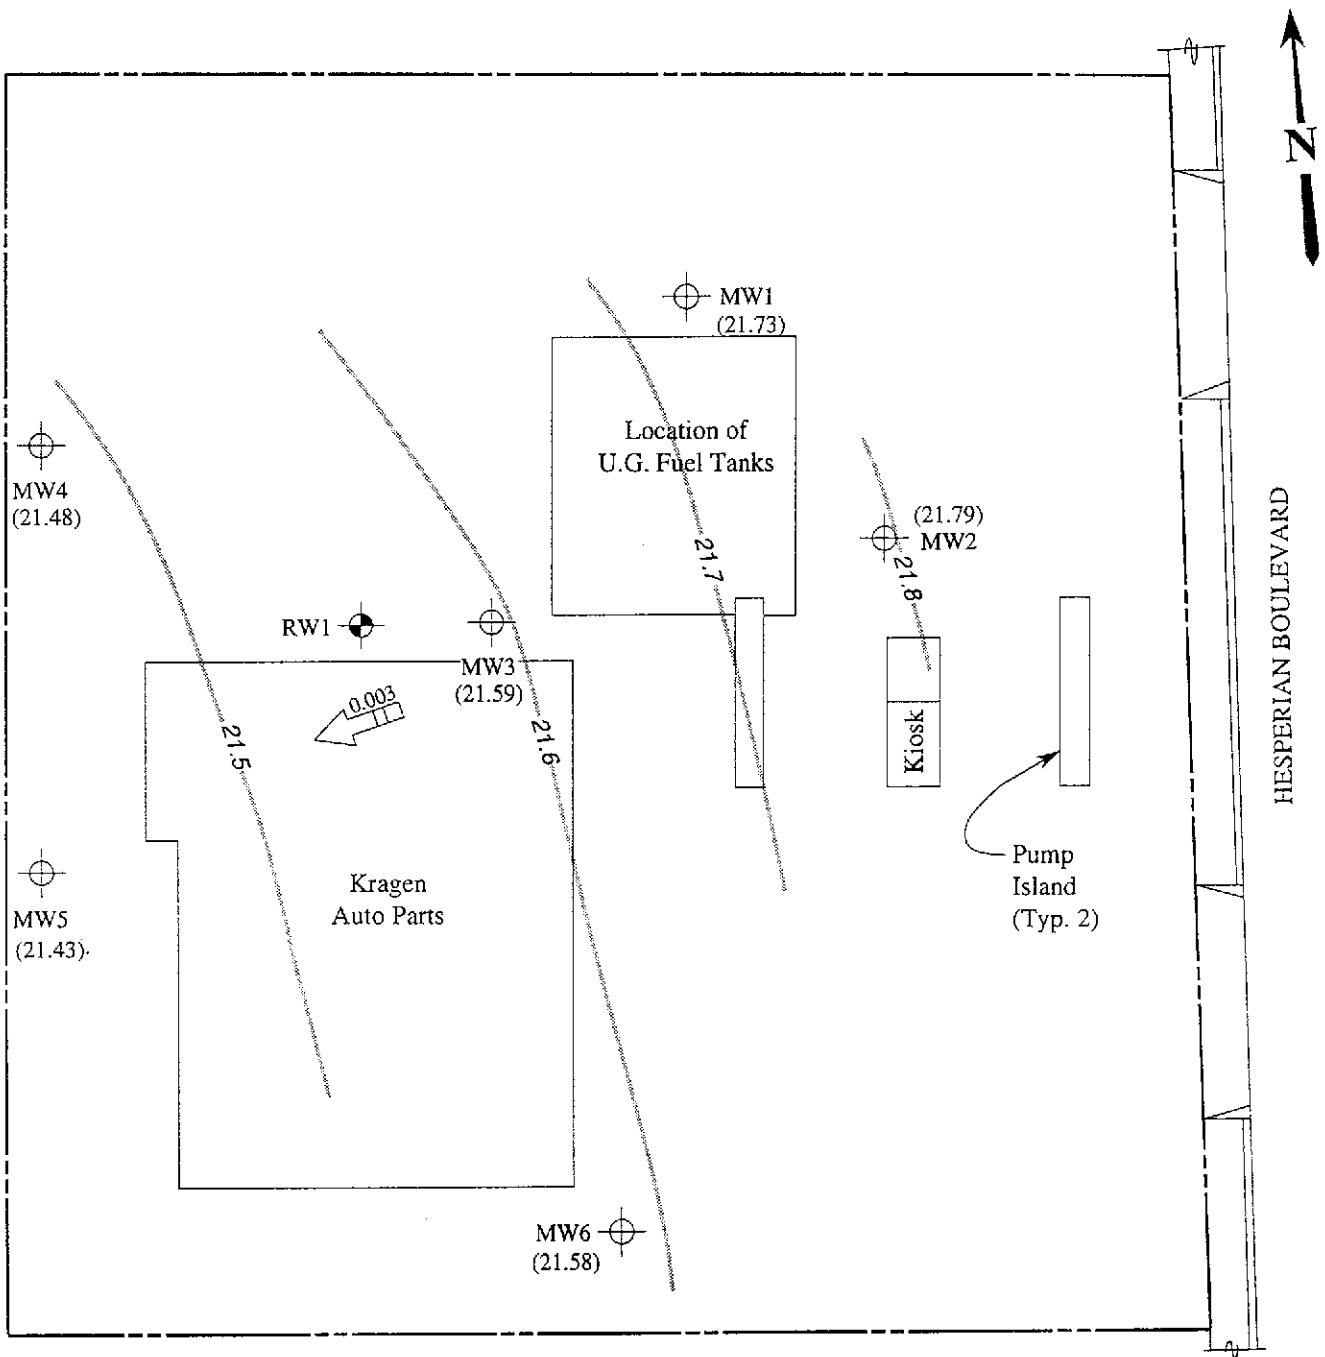 N
MW1
(21.73)
Location of
U.G. Fuel Tanks
MW4
(21.48)
(21.79)
MW2
21.7
21.8
HESPERIAN BOULEVARD
RW1
MW3
(21.59)
0.003
21.5
21.6
Kiosk
Pump
Island
(Typ. 2)
Kragen
Auto Parts
MW5
(21.43)
MW6
(21.58)